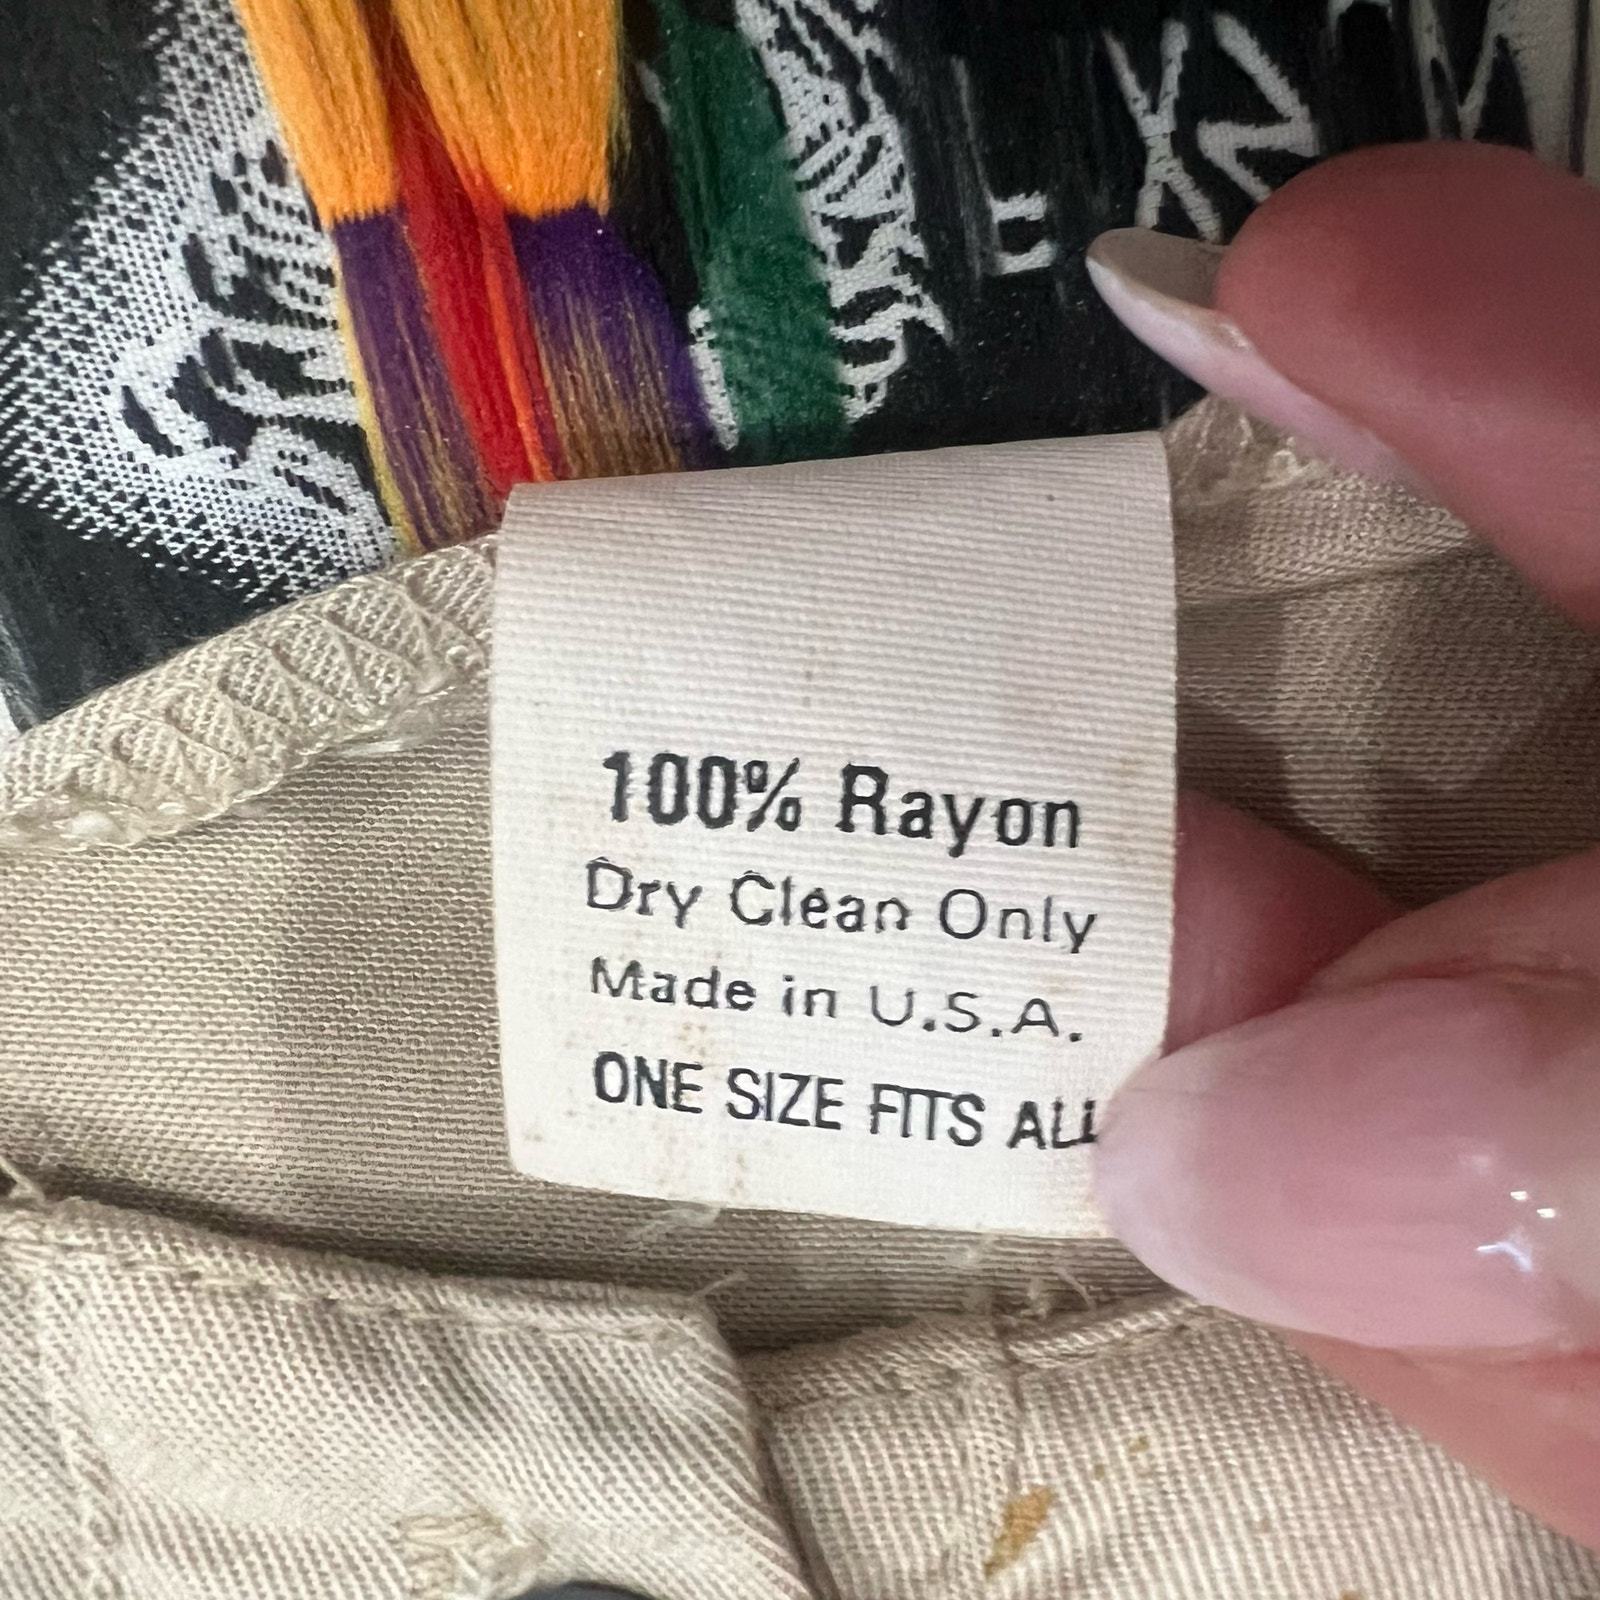 100% Rayon
Dry Clean Only
Made in U.S.A.
ONE SIZE FITS ALL